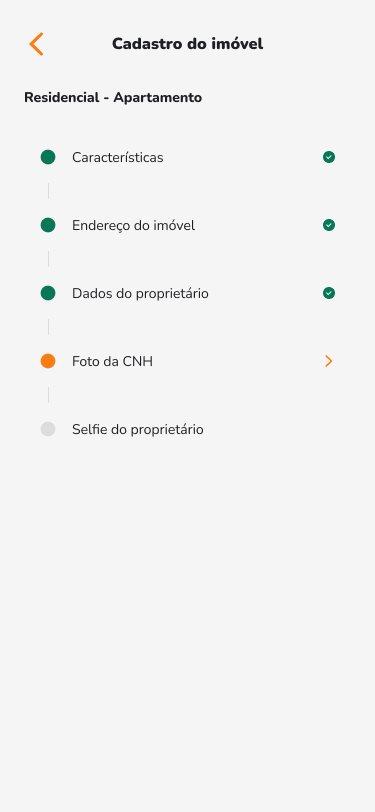 Cadastro do imóvel
Residencial - Apartamento
Características
Endereço do imóvel
Dados do proprietário
Foto da CNH
Selfie do proprietário